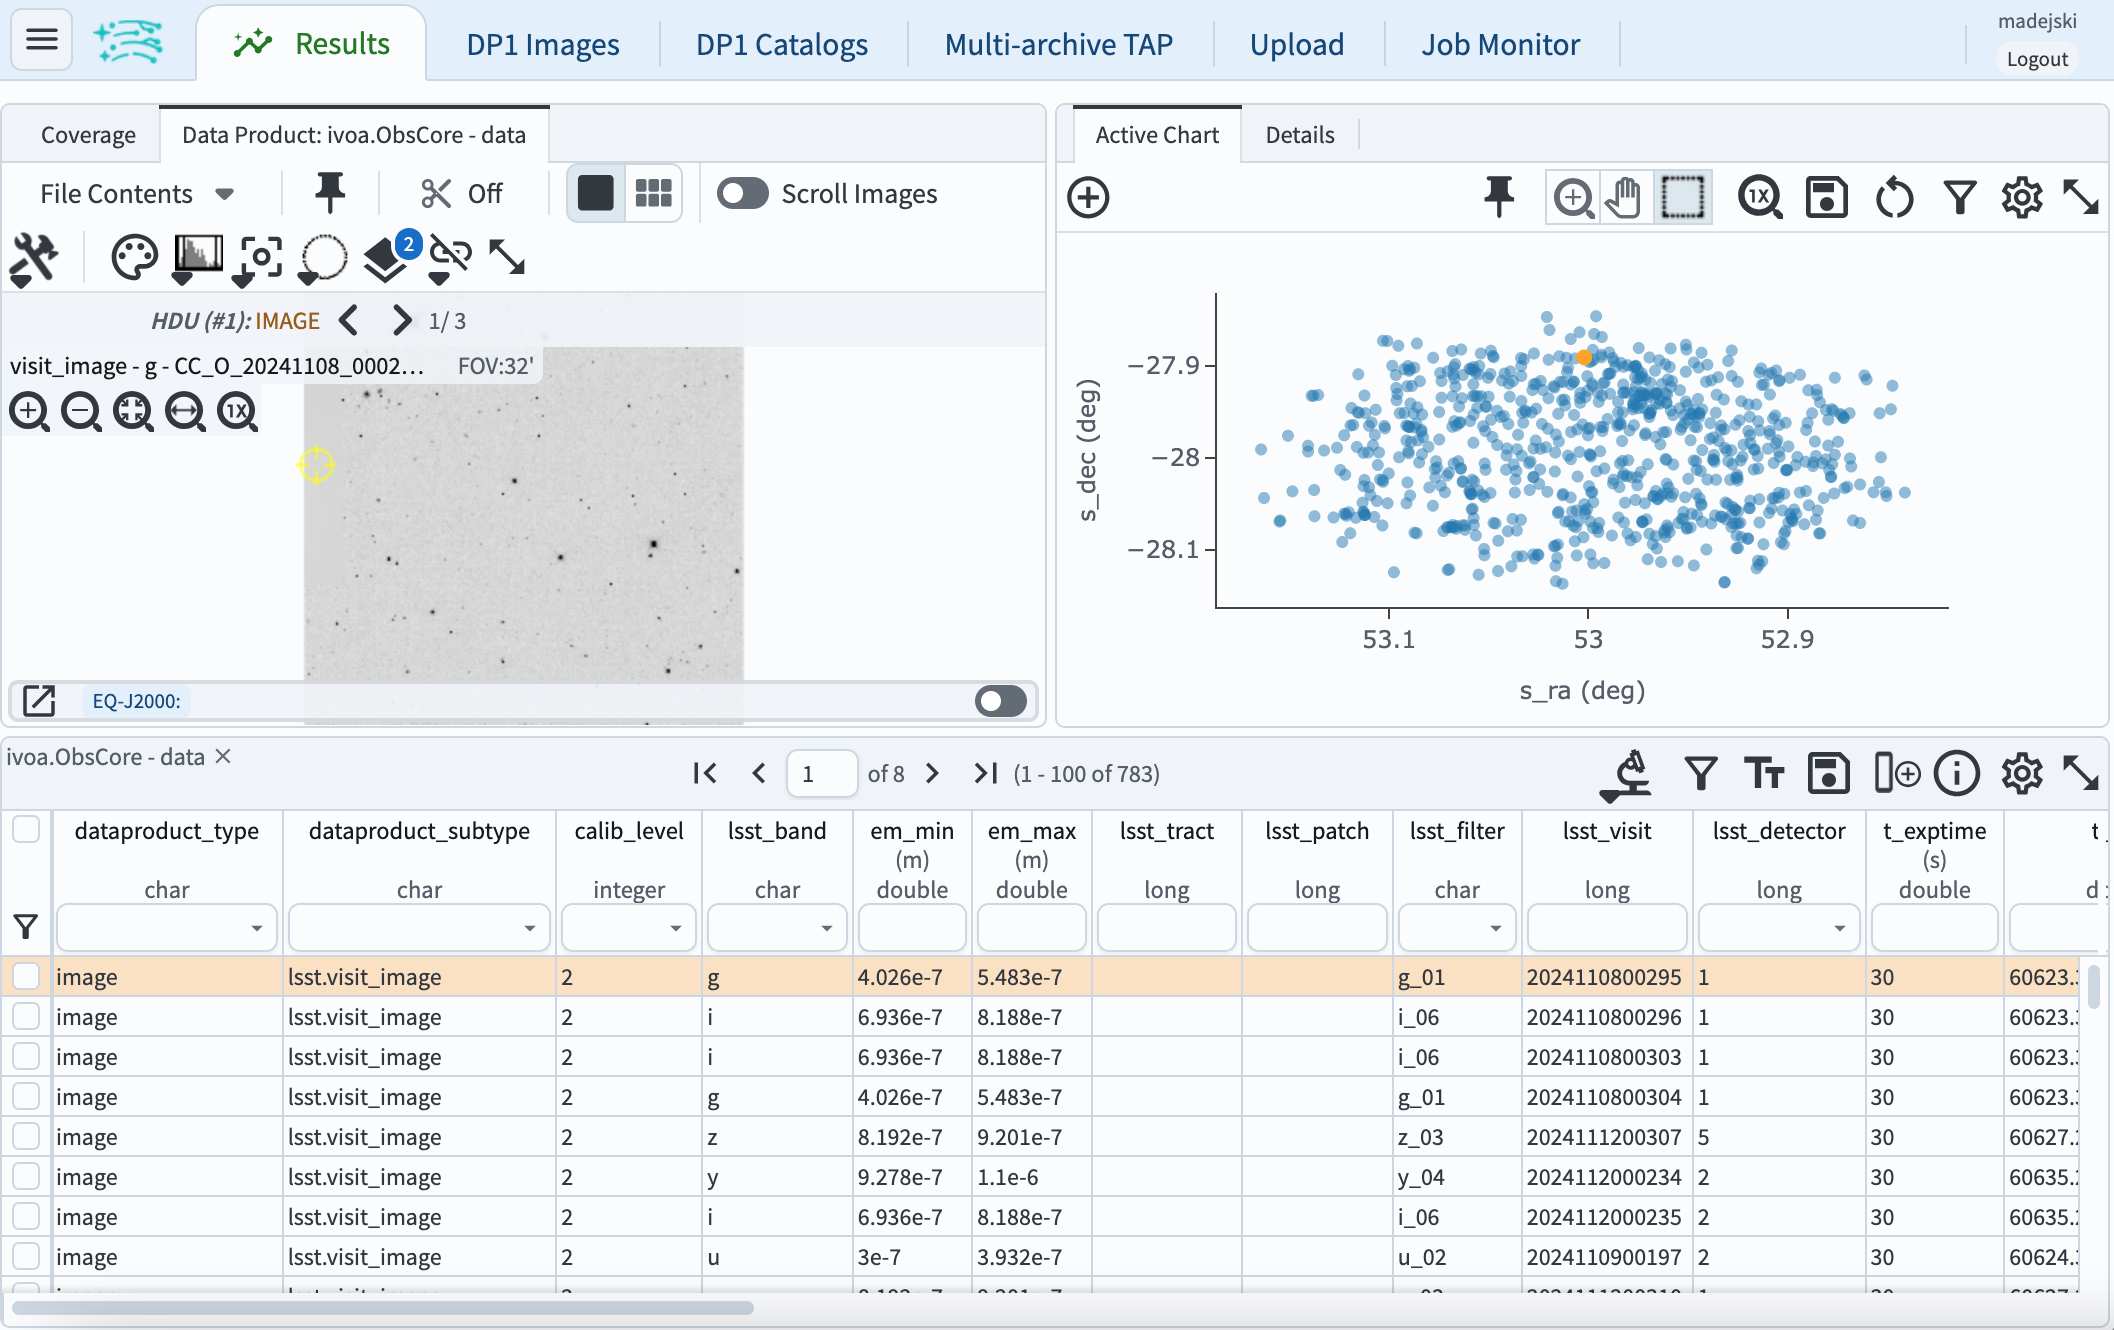 Results
DP1 Images
DP1 Catalogs
Multi-archive TAP
Upload
Job Monitor
madejski
Logout
Coverage
Data Product: ivoa.ObsCore - data
File Contents
Off
Scroll Images
2
HDU (#1): IMAGE
1/ 3
visit_image - g - CC_O_20241108_0002...
FOV:32'
1X
EQ-J2000:
Active Chart
Details
1X
s_dec (deg)
−27.9
−28
−28.1
53.1
53
52.9
s_ra (deg)
ivoa.ObsCore - data
1 of 8
(1 - 100 of 783)
dataproduct_type dataproduct_subtype calib_level lsst_band em_min em_max lsst_tract lsst_patch lsst_filter lsst_visit lsst_detector t_exptime
(m) (m) (s)
char char integer char double double long long char long long double
image lsst.visit_image 2 g 4.026e-7 5.483e-7 g_01 2024110800295 1 30 60623.
image lsst.visit_image 2 i 6.936e-7 8.188e-7 i_06 2024110800296 1 30 60623.
image lsst.visit_image 2 i 6.936e-7 8.188e-7 i_06 2024110800303 1 30 60623.
image lsst.visit_image 2 g 4.026e-7 5.483e-7 g_01 2024110800304 1 30 60623.
image lsst.visit_image 2 z 8.192e-7 9.201e-7 z_03 2024111200307 5 30 60627.
image lsst.visit_image 2 y 9.278e-7 1.1e-6 y_04 2024112000234 2 30 60635.
image lsst.visit_image 2 i 6.936e-7 8.188e-7 i_06 2024112000235 2 30 60635.
image lsst.visit_image 2 u 3e-7 3.932e-7 u_02 2024110900197 2 30 60624.